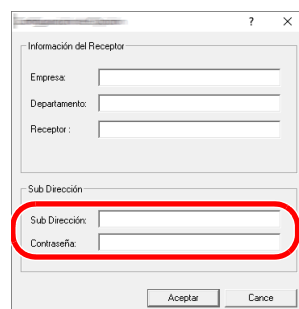 ? ×
Información del Receptor
Empresa:
Departamento:
Receptor :
Sub Dirección
Sub Dirección:
Contraseña:
Aceptar Cance